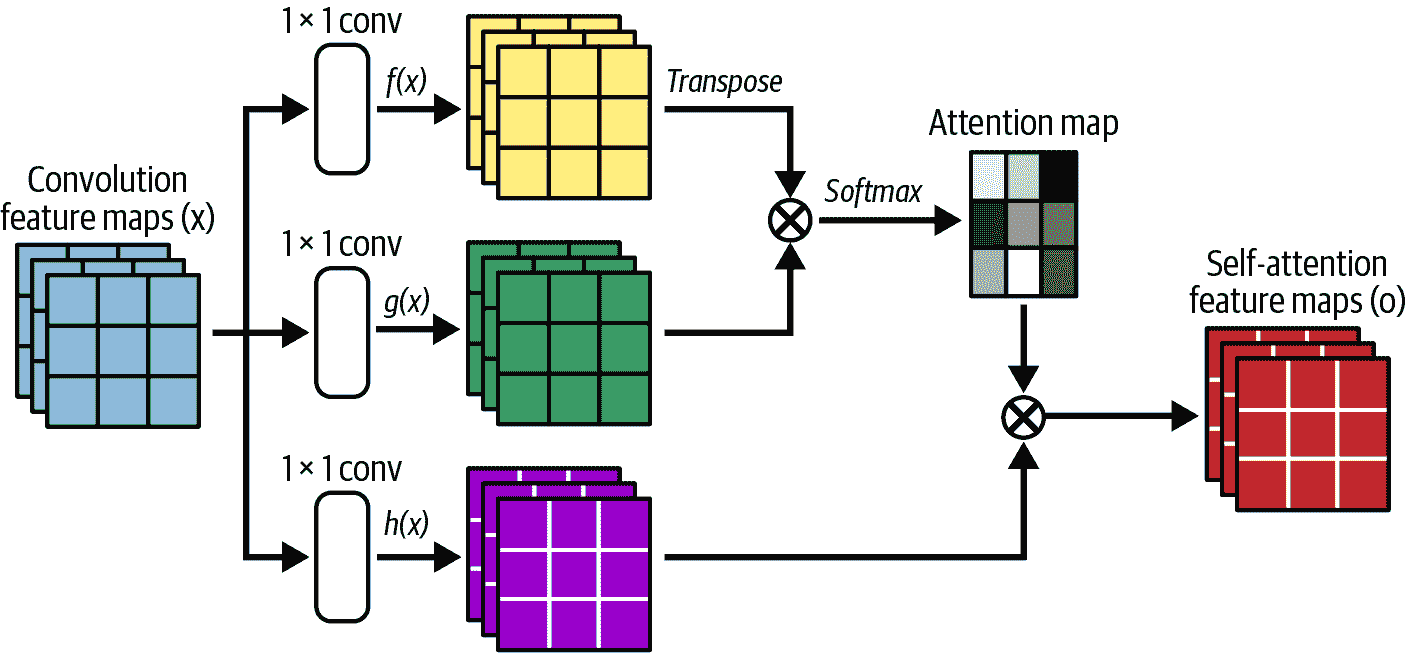 Convolution
feature maps (x)
1 × 1 conv
f(x)
Transpose
1 × 1 conv
g(x)
1 × 1 conv
h(x)
Softmax
Attention map
Self-attention
feature maps (o)